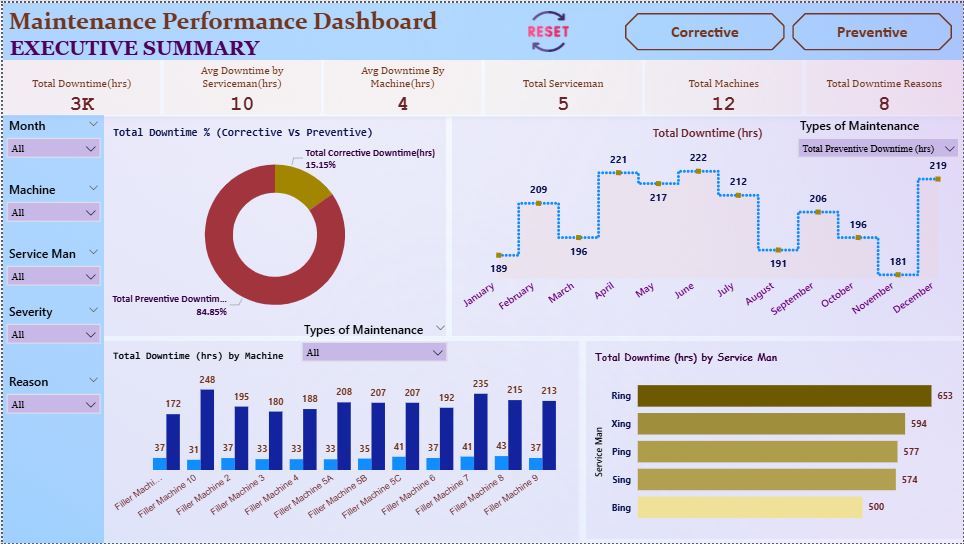 Maintenance Performance Dashboard
EXECUTIVE SUMMARY
RESET
Corrective
Preventive
Total Downtime(hrs)
3K
Avg Downtime by
Serviceman(hrs)
10
Avg Downtime By
Machine(hrs)
4
Total Serviceman
5
Total Machines
12
Total Downtime Reasons
8
Month
All
Machine
All
Service Man
All
Severity
All
Reason
All
Total Downtime % (Corrective Vs Preventive)
Total Corrective Downtime(hrs)
15.15%
Total Preventive Downtim...
84.85%
Total Downtime (hrs)
Types of Maintenance
Total Preventive Downtime (hrs)
189
209
196
221
217
222
212
191
206
196
181
219
January
February
March
April
May
June
July
August
September
October
November
December
Types of Maintenance
All
Total Downtime (hrs) by Machine
37 172
31 248
37 195
33 180
33 188
33 208
35 207
41 207
37 192
41 235
43 215
37 213
Filler Machi...
Filler Machine 10
Filler Machine 2
Filler Machine 3
Filler Machine 4
Filler Machine 5A
Filler Machine 5B
Filler Machine 5C
Filler Machine 6
Filler Machine 7
Filler Machine 8
Filler Machine 9
Total Downtime (hrs) by Service Man
Service Man
Ring 653
Xing 594
Ping 577
Sing 574
Bing 500